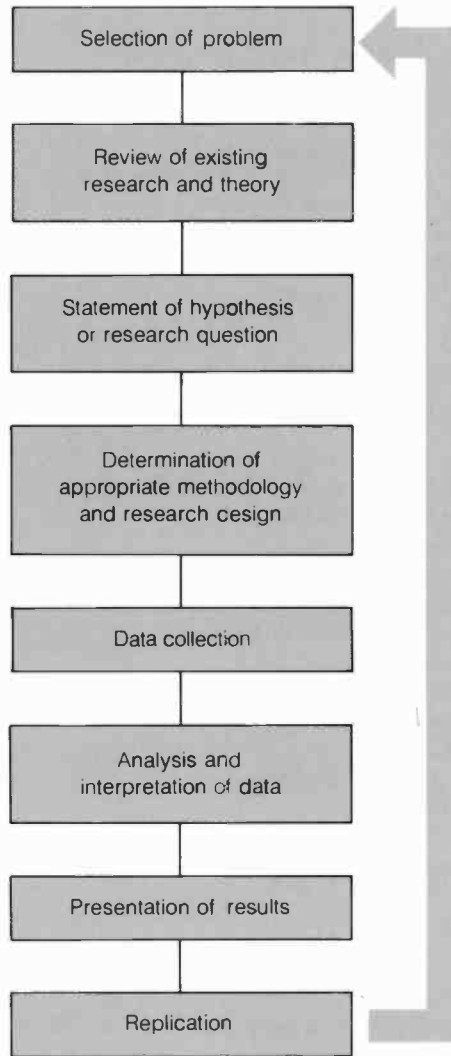 Selection of problem
Review of existing
research and theory
Statement of hypothesis
or research question
Determination of
appropriate methodology
and research cesign
Data collection
Analysis and
interpretation of data
Presentation of results
Replication